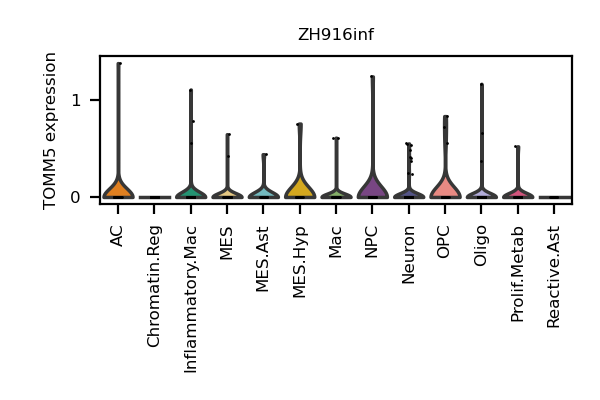 ZH916inf
TOMM5 expression
1
0
AC
Chromatin.Reg
Inflammatory.Mac
MES
MES.Ast
MES.Hyp
Mac
NPC
Neuron
OPC
Oligo
Prolif.Metab
Reactive.Ast